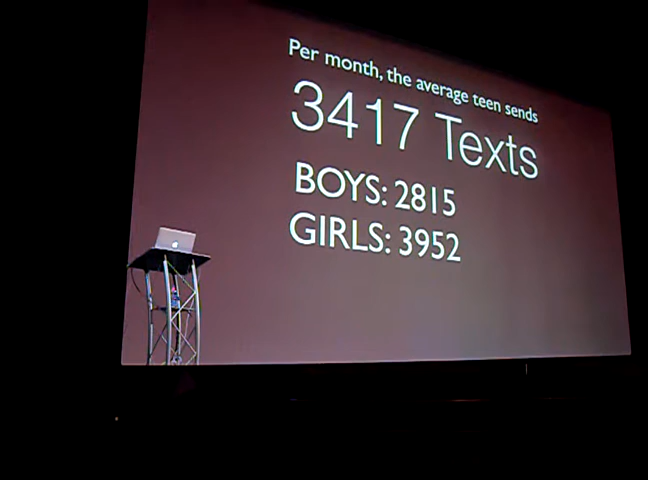 Per month, the average teen sends
3417 Texts
BOYS: 2815
GIRLS: 3952